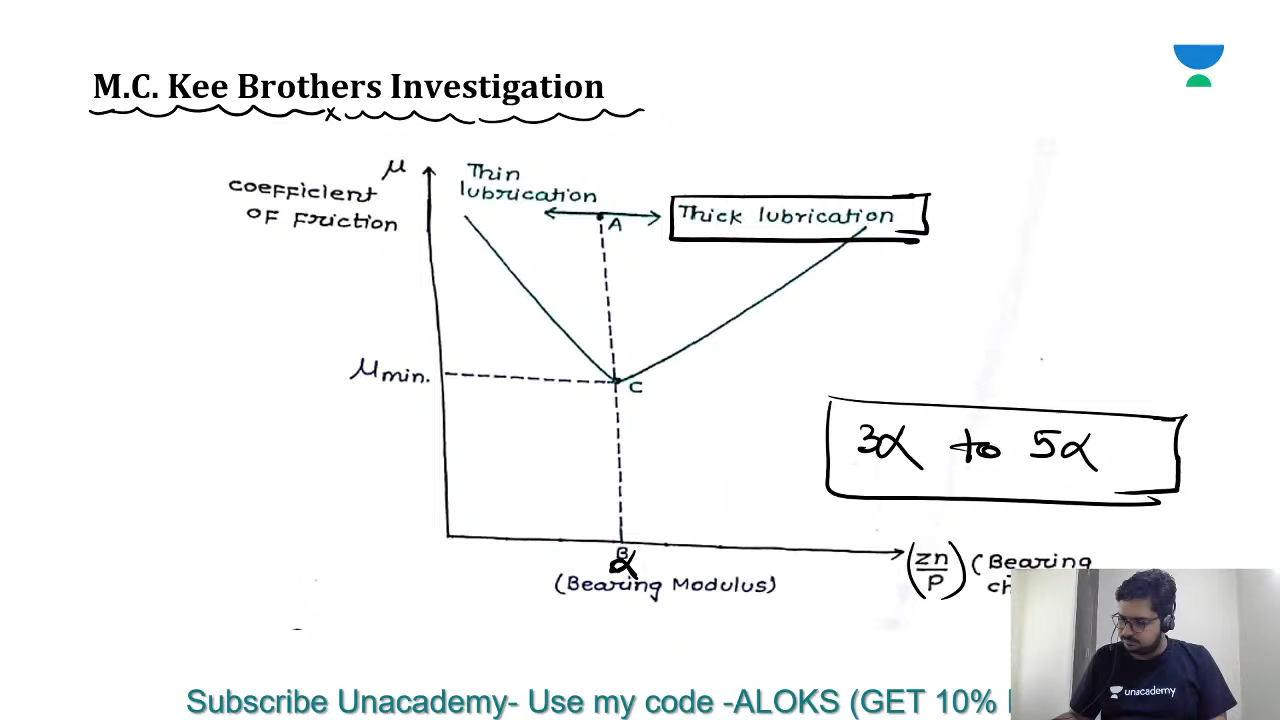 M.C. Kee Brothers Investigation
μ
Coefficient
of Friction
Thin
lubrication
A
Thick lubrication
μmin.
C
3α to 5α
B
α
(Bearing Modulus)
(zn/P) (Bearing
unacademy
Subscribe Unacademy- Use my code -ALOKS (GET 10%